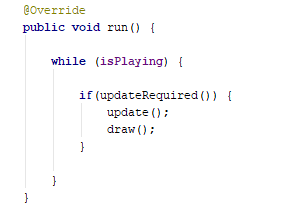 @Override
public void run() {
while (isPlaying) {
if(updateRequired()) {
update();
draw();
}
}
}